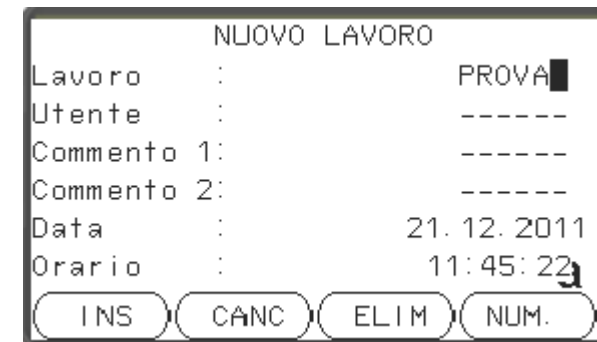 NUOVO LAVORO
Lavoro : PROVA
Utente : ------
Commento 1: ------
Commento 2: ------
Data : 21.12.2011
Orario : 11:45:22
a
INS CANC ELIM NUM.